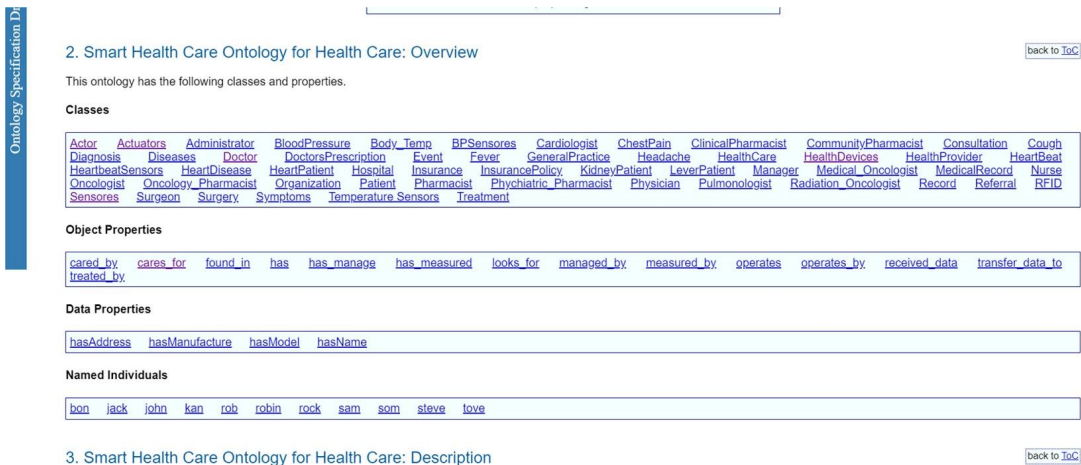 Ontology Specification Dr
2. Smart Health Care Ontology for Health Care: Overview
back to ToC
This ontology has the following classes and properties.
Classes
Actor Actuators Administrator BloodPressure Body_Temp BPSensores Cardiologist ChestPain ClinicalPharmacist CommunityPharmacist Consultation Cough
Diagnosis Diseases Doctor DoctorsPrescription Event Fever GeneralPractice Headache HealthCare HealthDevices HealthProvider HeartBeat
HeartbeatSensors HeartDisease HeartPatient Hospital Insurance InsurancePolicy KidneyPatient LeverPatient Manager Medical_Oncologist MedicalRecord Nurse
Oncologist Oncology_Pharmacist Organization Patient Pharmacist Phychiatric_Pharmacist Physician Pulmonologist Radiation_Oncologist Record Referral RFID
Sensores Surgeon Surgery Symptoms Temperature Sensors Treatment
Object Properties
cared_by cares_for found_in has has_manage has_measured looks_for managed_by measured_by operates operates_by received_data transfer_data_to
treated_by
Data Properties
hasAddress hasManufacture hasModel hasName
Named Individuals
bon jack john kan rob robin rock sam som steve tove
3. Smart Health Care Ontology for Health Care: Description
back to ToC